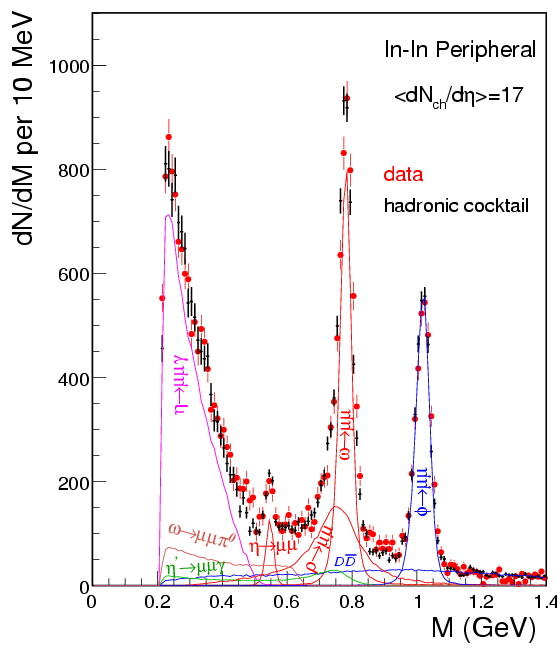 dN/dM per 10 MeV
1000
800
600
400
200
0
In-In Peripheral
<dN_ch/dη>=17
data
hadronic cocktail
η→μμγ
ω→μμ
φ→μμ
ω→μμπ⁰
η→μμ
ρ→μμ
η'→μμγ
DD̅
0 0.2 0.4 0.6 0.8 1 1.2 1.4
M (GeV)